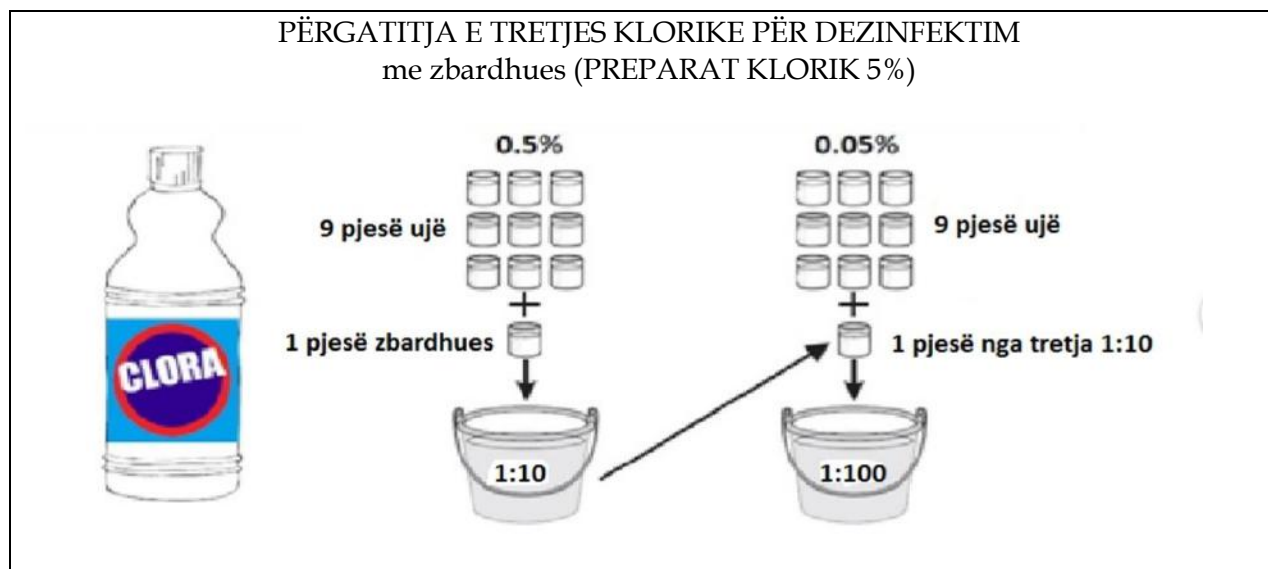 PËRGATITJA E TRETJES KLORIKE PËR DEZINFEKTIM
me zbardhues (PREPARAT KLORIK 5%)
CLORA
0.5%
9 pjesë ujë
+
1 pjesë zbardhues
1:10
0.05%
9 pjesë ujë
+
1 pjesë nga tretja 1:10
1:100